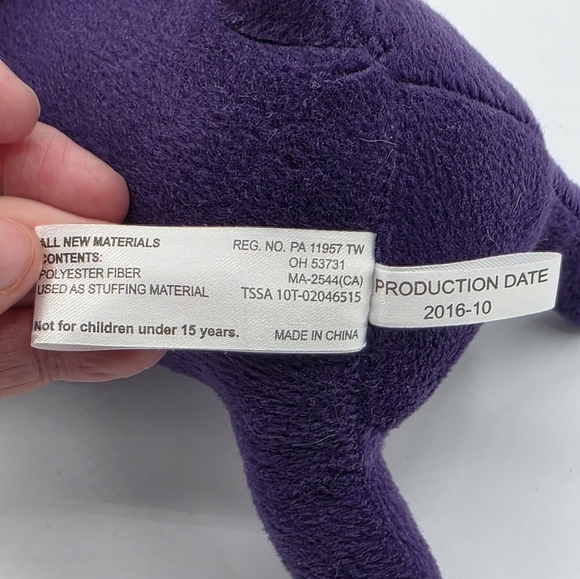 ALL NEW MATERIALS
CONTENTS:
POLYESTER FIBER
USED AS STUFFING MATERIAL
Not for children under 15 years.
REG. NO. PA 11957 TW
OH 53731
MA-2544(CA)
TSSA 10T-02046515
MADE IN CHINA
PRODUCTION DATE
2016-10